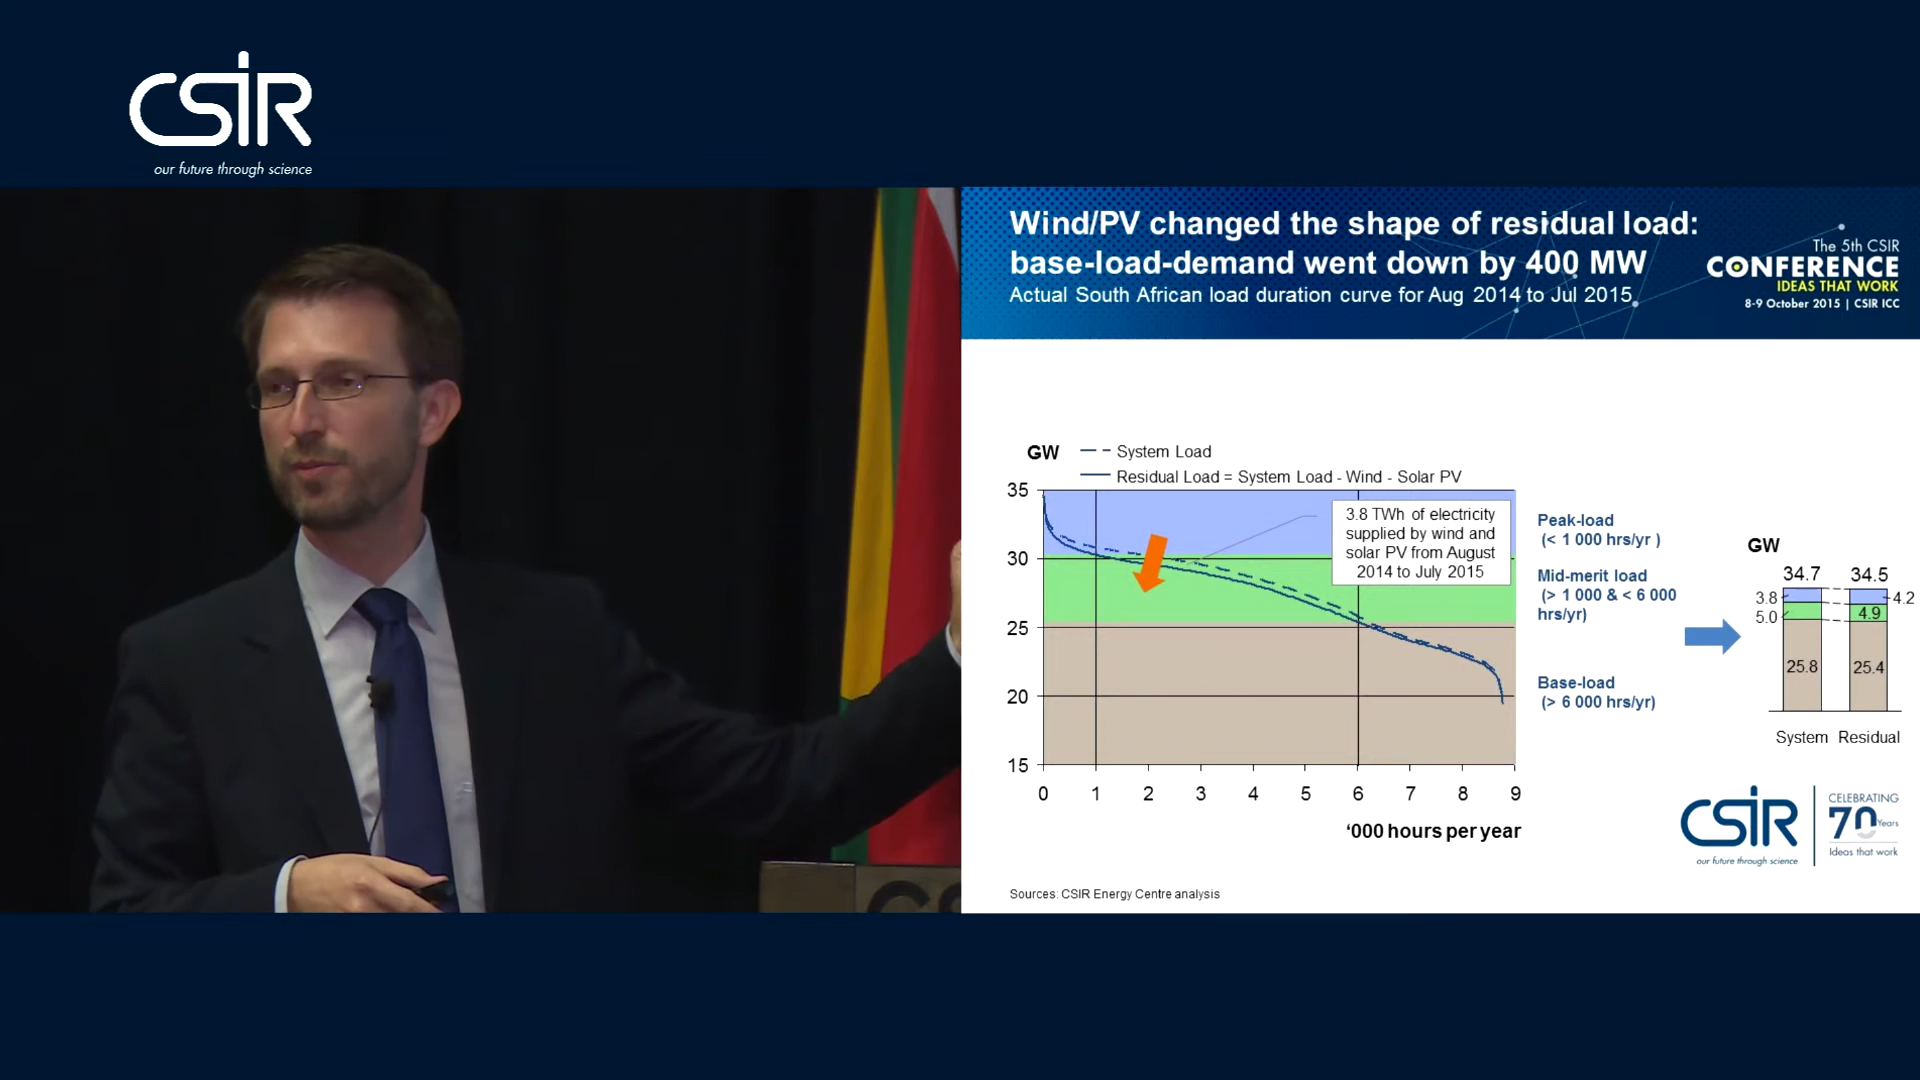 CSIR
our future through science
Wind/PV changed the shape of residual load:
base-load-demand went down by 400 MW
Actual South African load duration curve for Aug 2014 to Jul 2015
The 5th CSIR
CONFERENCE
IDEAS THAT WORK
8-9 October 2015 | CSIR ICC
GW
System Load
Residual Load = System Load - Wind - Solar PV
35
30
25
20
15
3.8 TWh of electricity
supplied by wind and
solar PV from August
2014 to July 2015
0 1 2 3 4 5 6 7 8 9
‘000 hours per year
Peak-load
(< 1 000 hrs/yr )
Mid-merit load
(> 1 000 & < 6 000
hrs/yr)
Base-load
(> 6 000 hrs/yr)
GW
34.7 34.5
3.8 4.2
5.0 4.9
25.8 25.4
System Residual
CSIR
our future through science
CELEBRATING
70 Years
Ideas that work
Sources: CSIR Energy Centre analysis